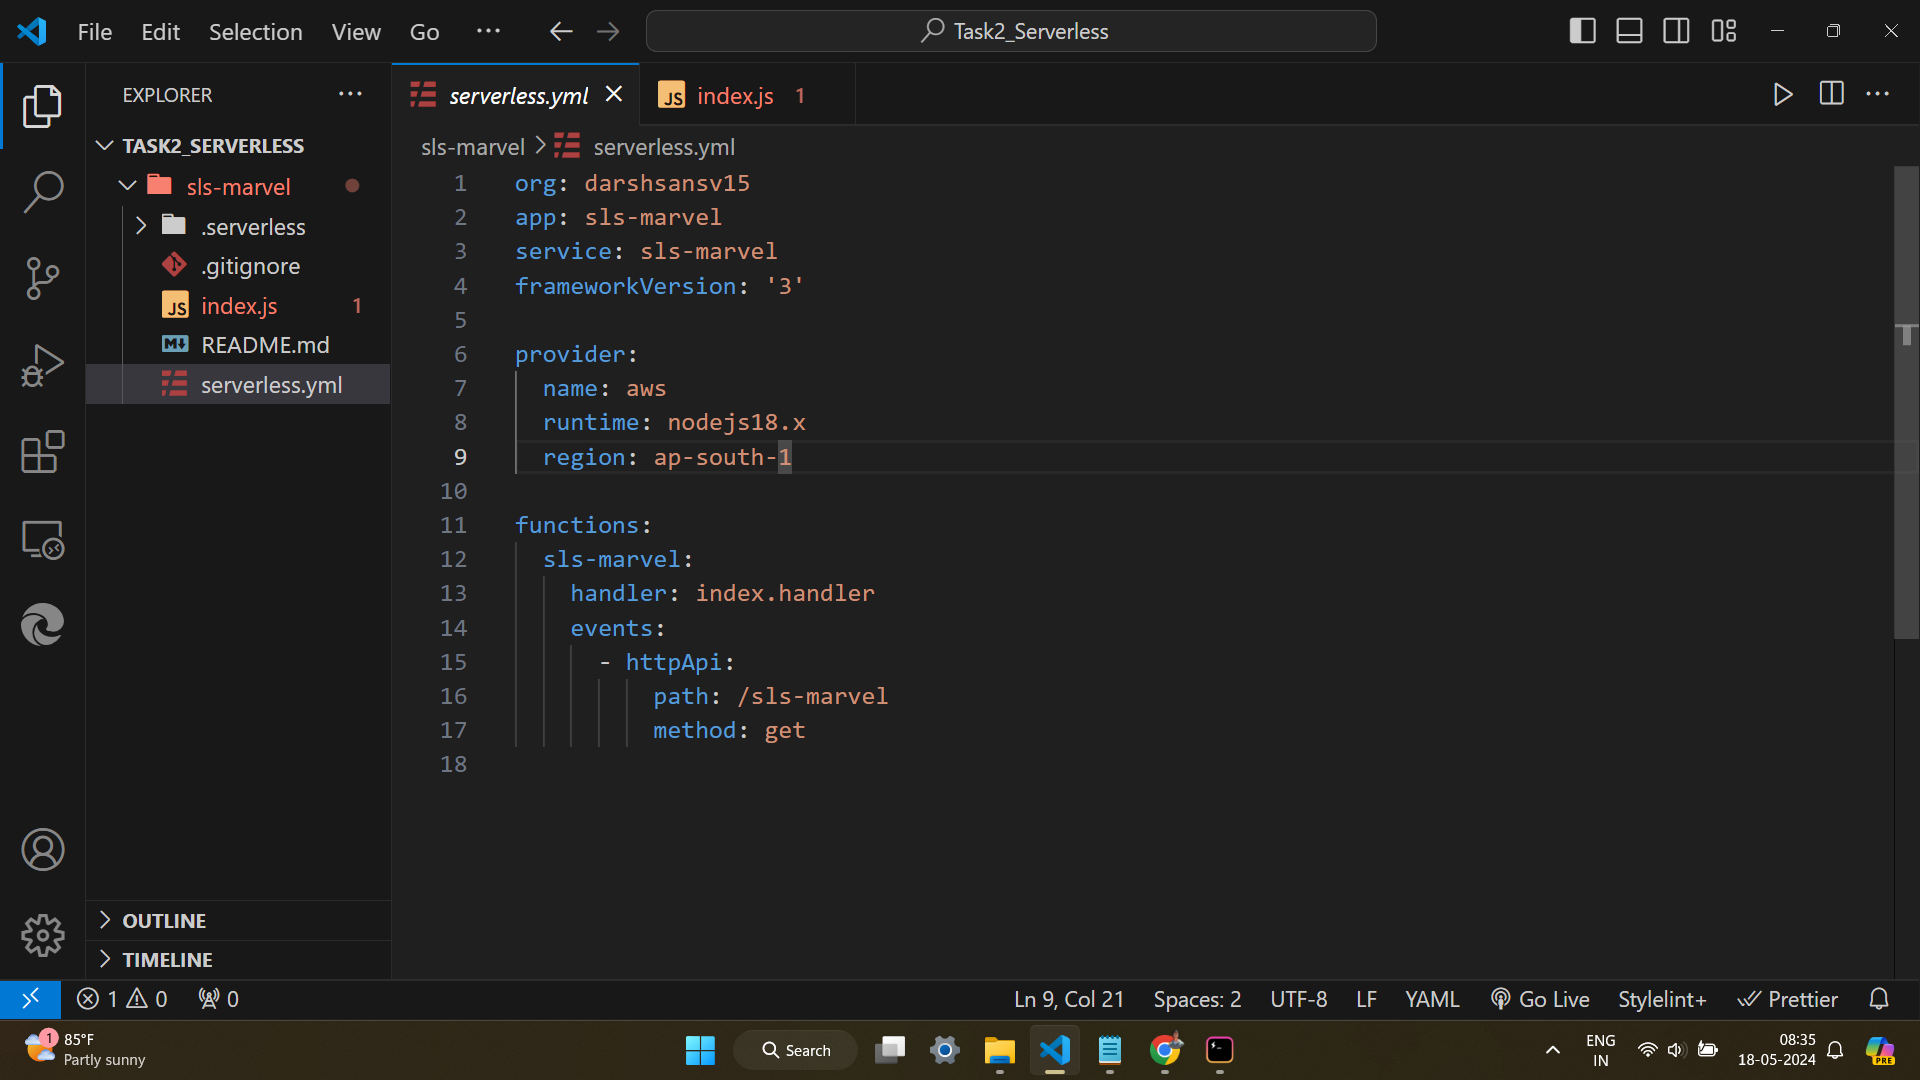 File Edit Selection View Go ··· Task2_Serverless
EXPLORER ···
serverless.yml
JS index.js 1
TASK2_SERVERLESS
sls-marvel
.serverless
.gitignore
JS index.js 1
README.md
serverless.yml
OUTLINE
TIMELINE
sls-marvel > serverless.yml
1 org: darshsansv15
2 app: sls-marvel
3 service: sls-marvel
4 frameworkVersion: '3'
5
6 provider:
7 name: aws
8 runtime: nodejs18.x
9 region: ap-south-1
10
11 functions:
12 sls-marvel:
13 handler: index.handler
14 events:
15 - httpApi:
16 path: /sls-marvel
17 method: get
18
1 0 0 Ln 9, Col 21 Spaces: 2 UTF-8 LF YAML Go Live Stylelint+ Prettier
1 85°F
Partly sunny
Search
ENG
IN
08:35
18-05-2024
PRE